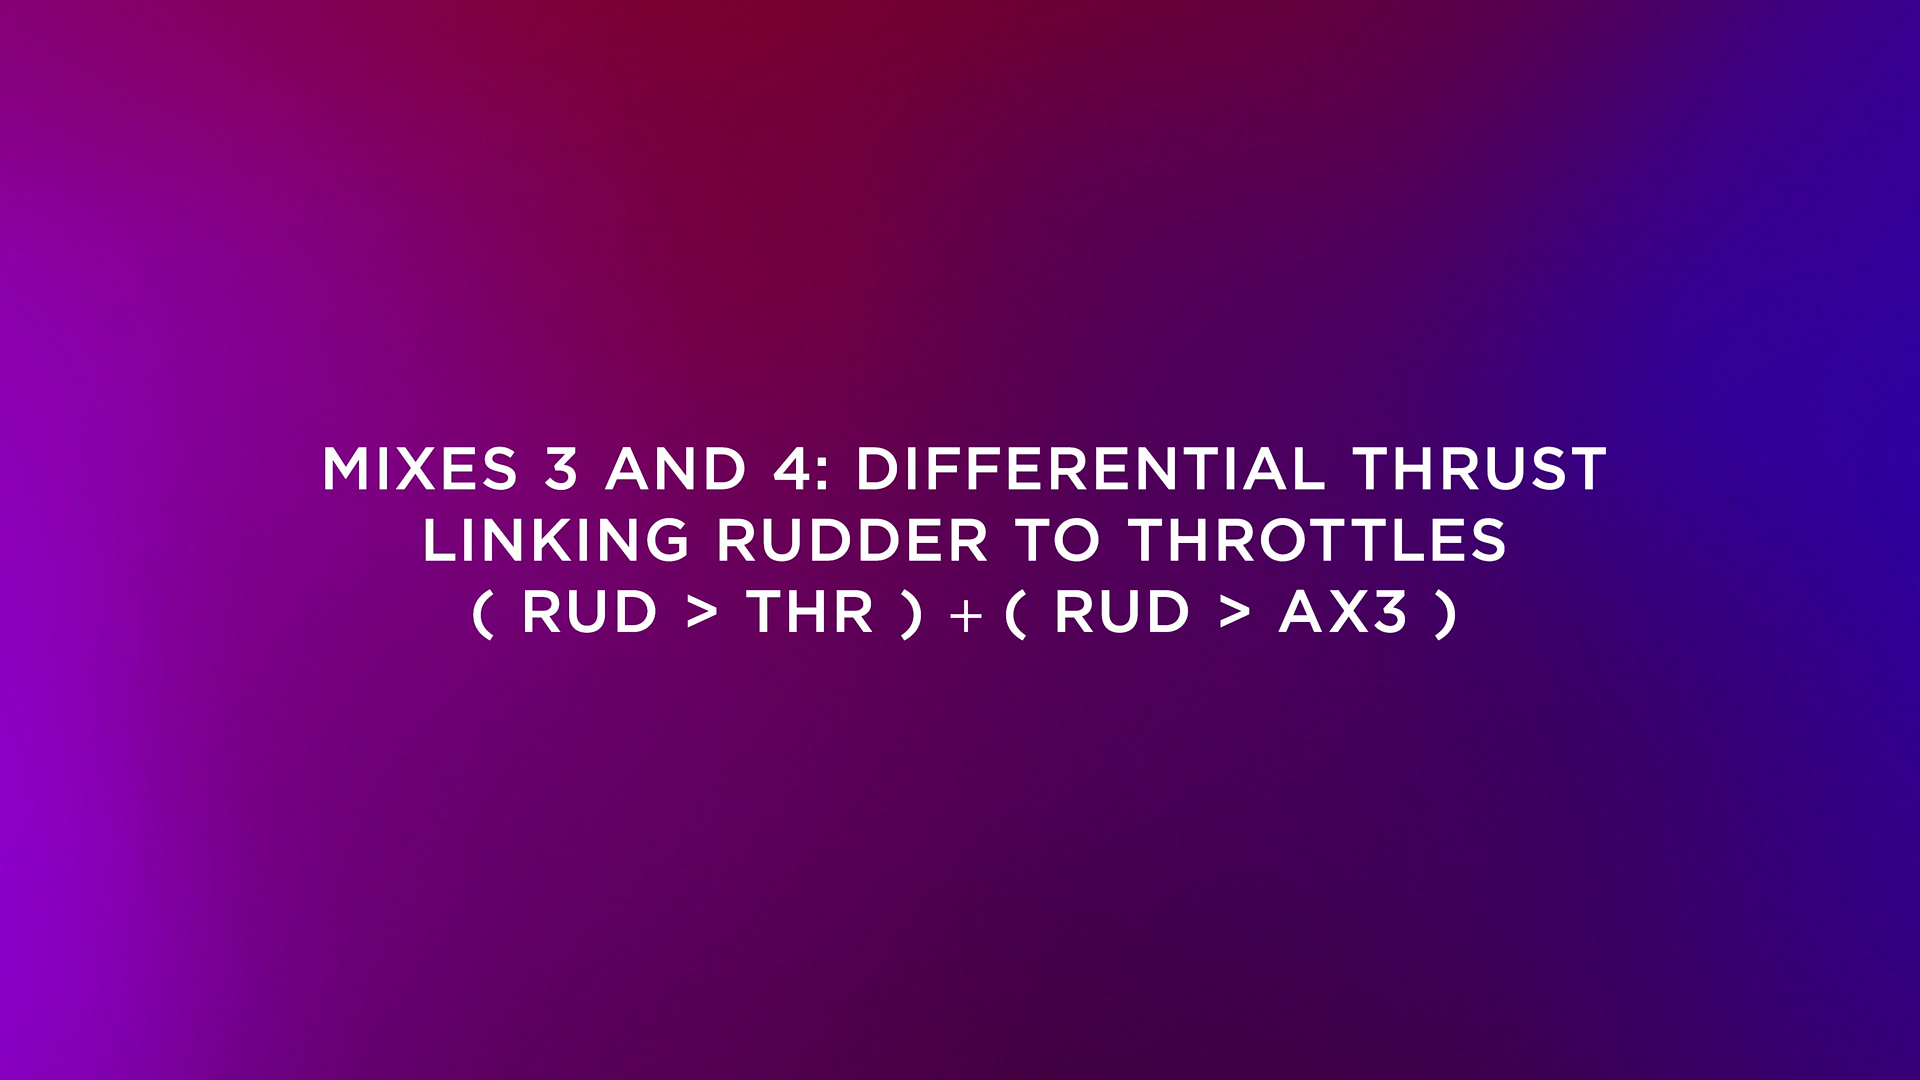 MIXES 3 AND 4: DIFFERENTIAL THRUST
LINKING RUDDER TO THROTTLES
( RUD > THR ) + ( RUD > AX3 )